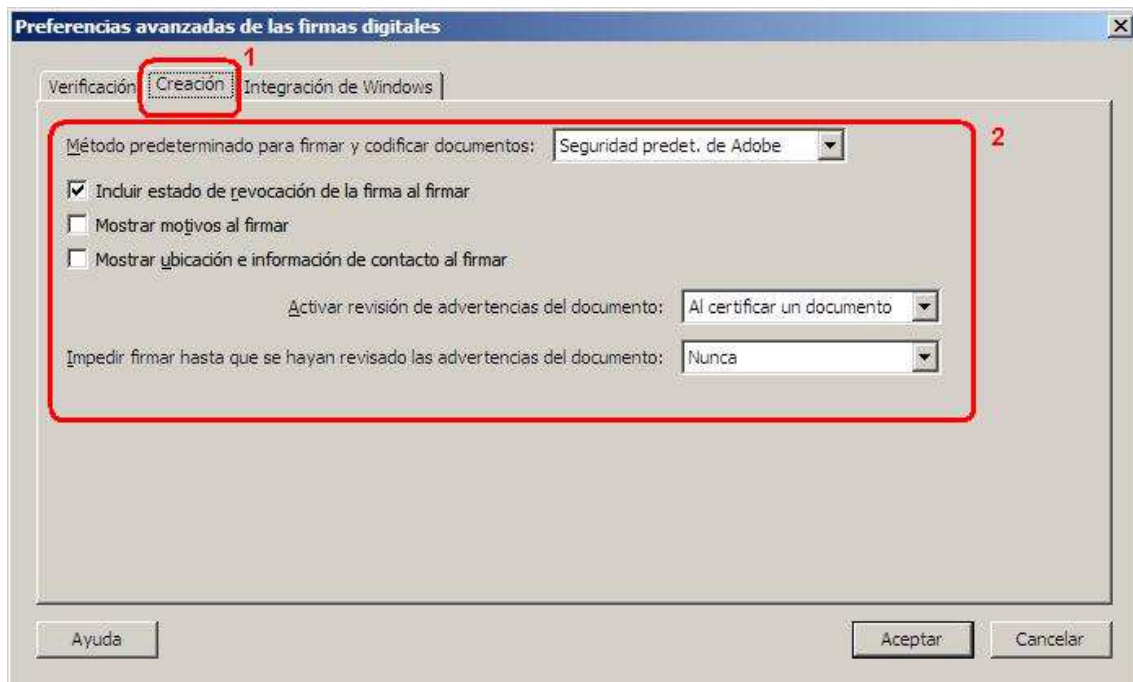 Preferencias avanzadas de las firmas digitales
1
Verificación Creación Integración de Windows
2
Método predeterminado para firmar y codificar documentos: Seguridad predet. de Adobe
Incluir estado de revocación de la firma al firmar
Mostrar motivos al firmar
Mostrar ubicación e información de contacto al firmar
Activar revisión de advertencias del documento: Al certificar un documento
Impedir firmar hasta que se hayan revisado las advertencias del documento: Nunca
Ayuda Aceptar Cancelar